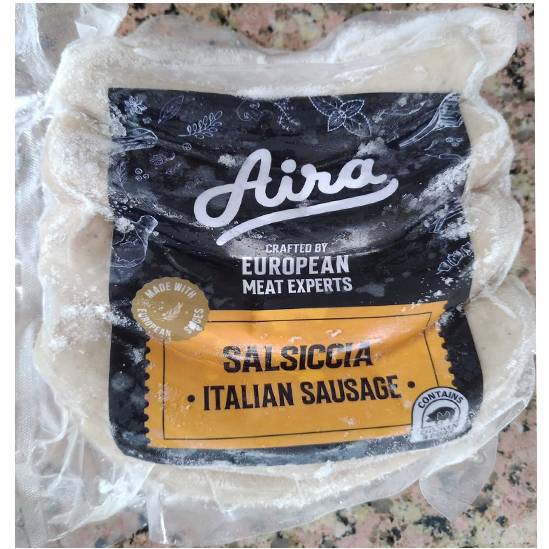 Aira
CRAFTED BY
EUROPEAN
MEAT EXPERTS
MADE WITH
EUROPEAN
SALSICCIA
• ITALIAN SAUSAGE •
CONTAINS